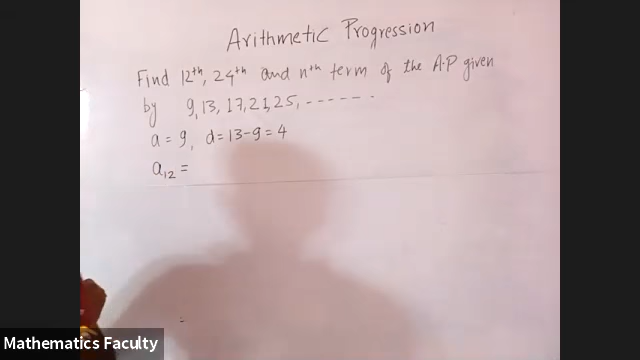 Arithmetic Progression
Find 12th, 24th and nth term of the A.P given
by 9, 13, 17, 21, 25, ------.
a = 9, d = 13-9 = 4
a12 =
Mathematics Faculty